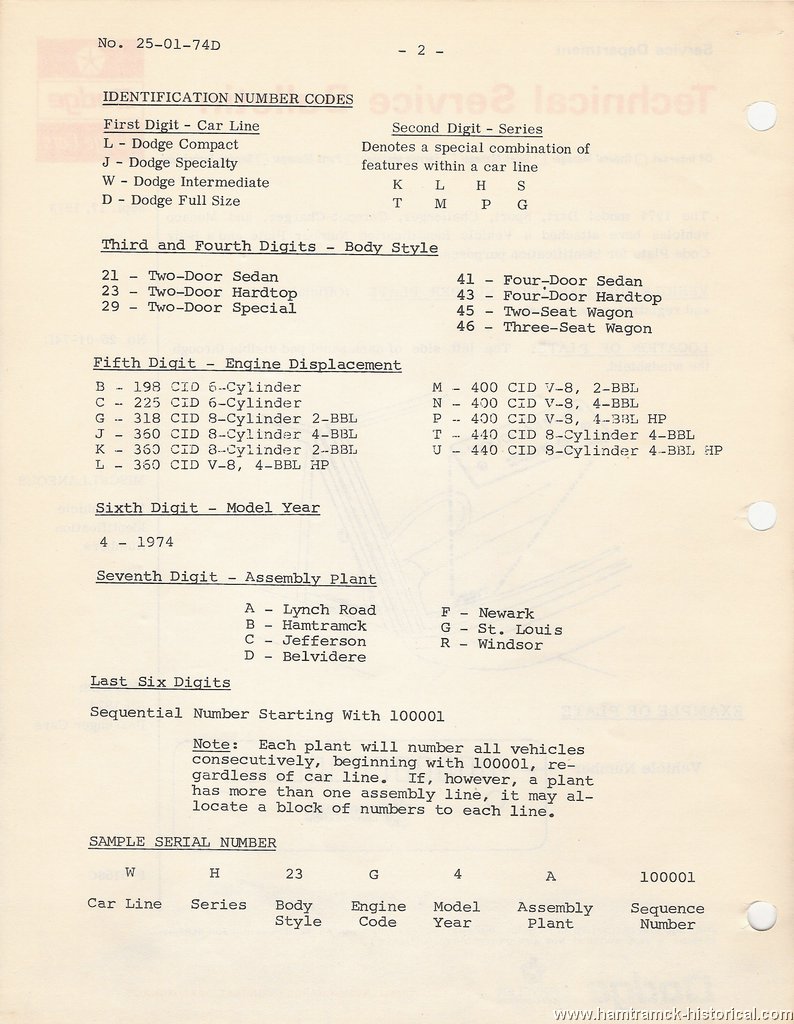 No. 25-01-74D
- 2 -
IDENTIFICATION NUMBER CODES
First Digit - Car Line
L - Dodge Compact
J - Dodge Specialty
W - Dodge Intermediate
D - Dodge Full Size
Second Digit - Series
Denotes a special combination of
features within a car line
K L H S
T M P G
Third and Fourth Digits - Body Style
21 - Two-Door Sedan
23 - Two-Door Hardtop
29 - Two-Door Special
41 - Four-Door Sedan
43 - Four-Door Hardtop
45 - Two-Seat Wagon
46 - Three-Seat Wagon
Fifth Digit - Engine Displacement
B - 198 CID 6-Cylinder
C - 225 CID 6-Cylinder
G - 318 CID 8-Cylinder 2-BBL
J - 360 CID 8-Cylinder 4-BBL
K - 360 CID 8-Cylinder 2-BBL
L - 360 CID V-8, 4-BBL HP
M - 400 CID V-8, 2-BBL
N - 400 CID V-8, 4-BBL
P - 400 CID V-8, 4-BBL HP
T - 440 CID 8-Cylinder 4-BBL
U - 440 CID 8-Cylinder 4-BBL HP
Sixth Digit - Model Year
4 - 1974
Seventh Digit - Assembly Plant
A - Lynch Road
B - Hamtramck
C - Jefferson
D - Belvidere
F - Newark
G - St. Louis
R - Windsor
Last Six Digits
Sequential Number Starting With 100001
Note: Each plant will number all vehicles
consecutively, beginning with 100001, re-
gardless of car line. If, however, a plant
has more than one assembly line, it may al-
locate a block of numbers to each line.
SAMPLE SERIAL NUMBER
W H 23 G 4 A 100001
Car Line Series Body Engine Model Assembly Sequence
Style Code Year Plant Number
www.hamtramck-historical.com